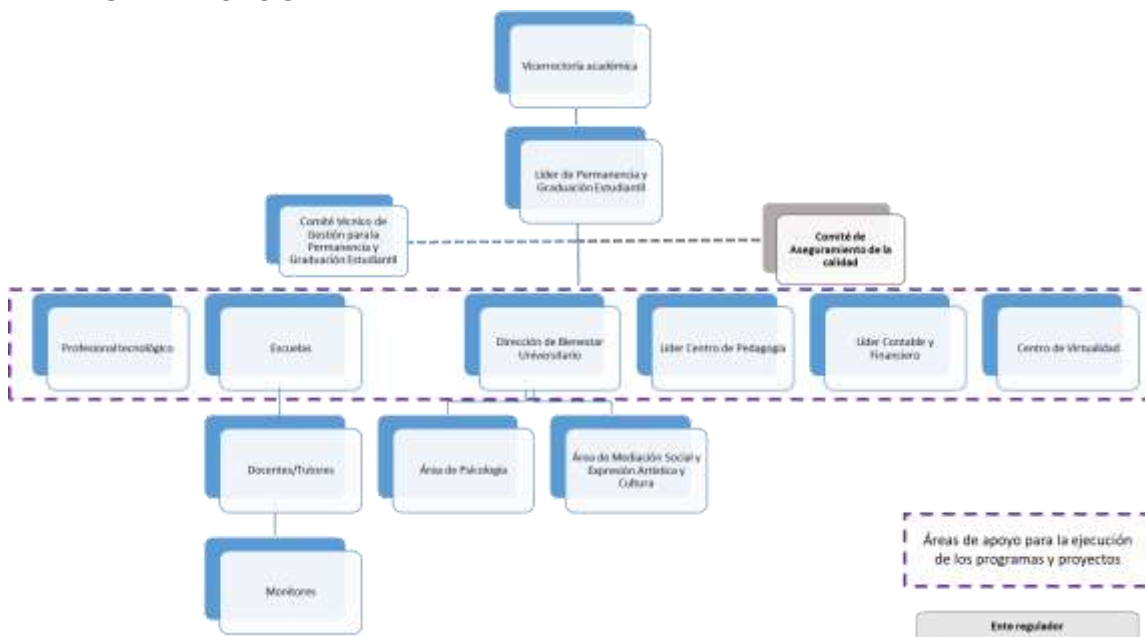 Vicerrectoría académica
Líder de Permanencia y
Graduación Estudiantil
Comité técnico de
Gestión para la
Permanencia y
Graduación Estudiantil
Comité de
Aseguramiento de la
calidad
Profesional tecnológico
Escuelas
Dirección de Bienestar
Universitario
Líder Centro de Pedagogía
Líder Contable y
Financiero
Centro de Virtualidad
Docentes/Tutores
Área de Psicología
Área de Mediación Social y
Expresión Artística y
Cultura
Monitores
Áreas de apoyo para la ejecución
de los programas y proyectos
Ente regulador